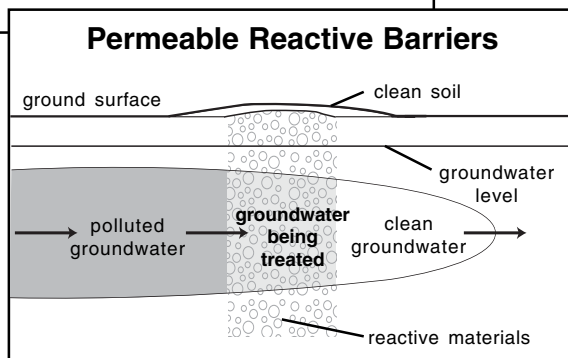 Permeable Reactive Barriers
clean soil
ground surface
groundwater
level
polluted
groundwater
groundwater
being
treated
clean
groundwater
reactive materials